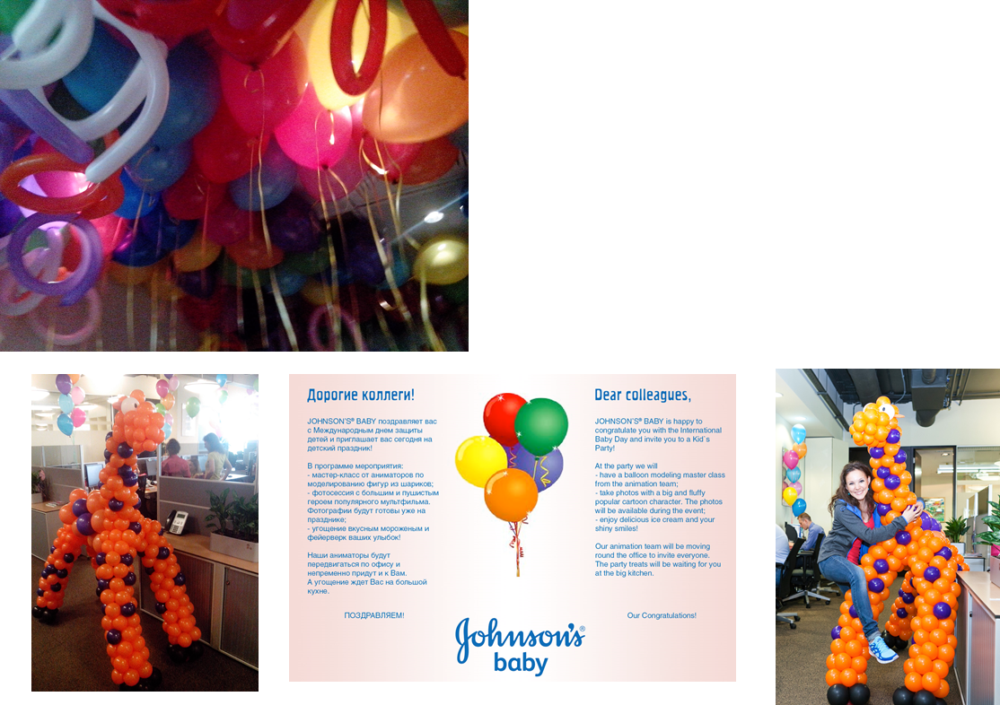 Дорогие коллеги!
JOHNSON'S® BABY поздравляет вас
с Международным днем защиты
детей и приглашает вас сегодня на
детский праздник!
В программе мероприятия:
- мастер-класс от аниматоров по
моделированию фигур из шариков;
- фотосессия с большим и пушистым
героем популярного мультфильма.
Фотографии будут готовы уже на
празднике;
- угощение вкусным мороженым и
фейерверк ваших улыбок!
Наши аниматоры будут
передвигаться по офису и
непременно придут и к Вам.
А угощение ждет Вас на большой
кухне.
ПОЗДРАВЛЯЕМ!
Dear colleagues,
JOHNSON'S® BABY is happy to
congratulate you with the International
Baby Day and invite you to a Kid`s
Party!
At the party we will
- have a balloon modeling master class
from the animation team;
- take photos with a big and fluffy
popular cartoon character. The photos
will be available during the event;
- enjoy delicious ice cream and your
shiny smiles!
Our animation team will be moving
round the office to invite everyone.
The party treats will be waiting for you
at the big kitchen.
Our Congratulations!
Johnson's®
baby